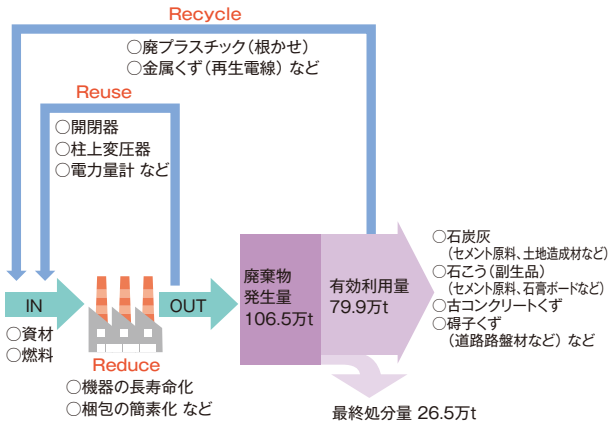 Recycle
○廃プラスチック（根かせ）
○金属くず（再生電線） など
Reuse
○開閉器
○柱上変圧器
○電力量計 など
IN
OUT
○資材
○燃料
Reduce
○機器の長寿命化
○梱包の簡素化 など
廃棄物
発生量
106.5万t
有効利用量
79.9万t
○石炭灰
（セメント原料、土地造成材など）
○石こう（副生品）
（セメント原料、石膏ボードなど）
○古コンクリートくず
○碍子くず
（道路路盤材など） など
最終処分量 26.5万t